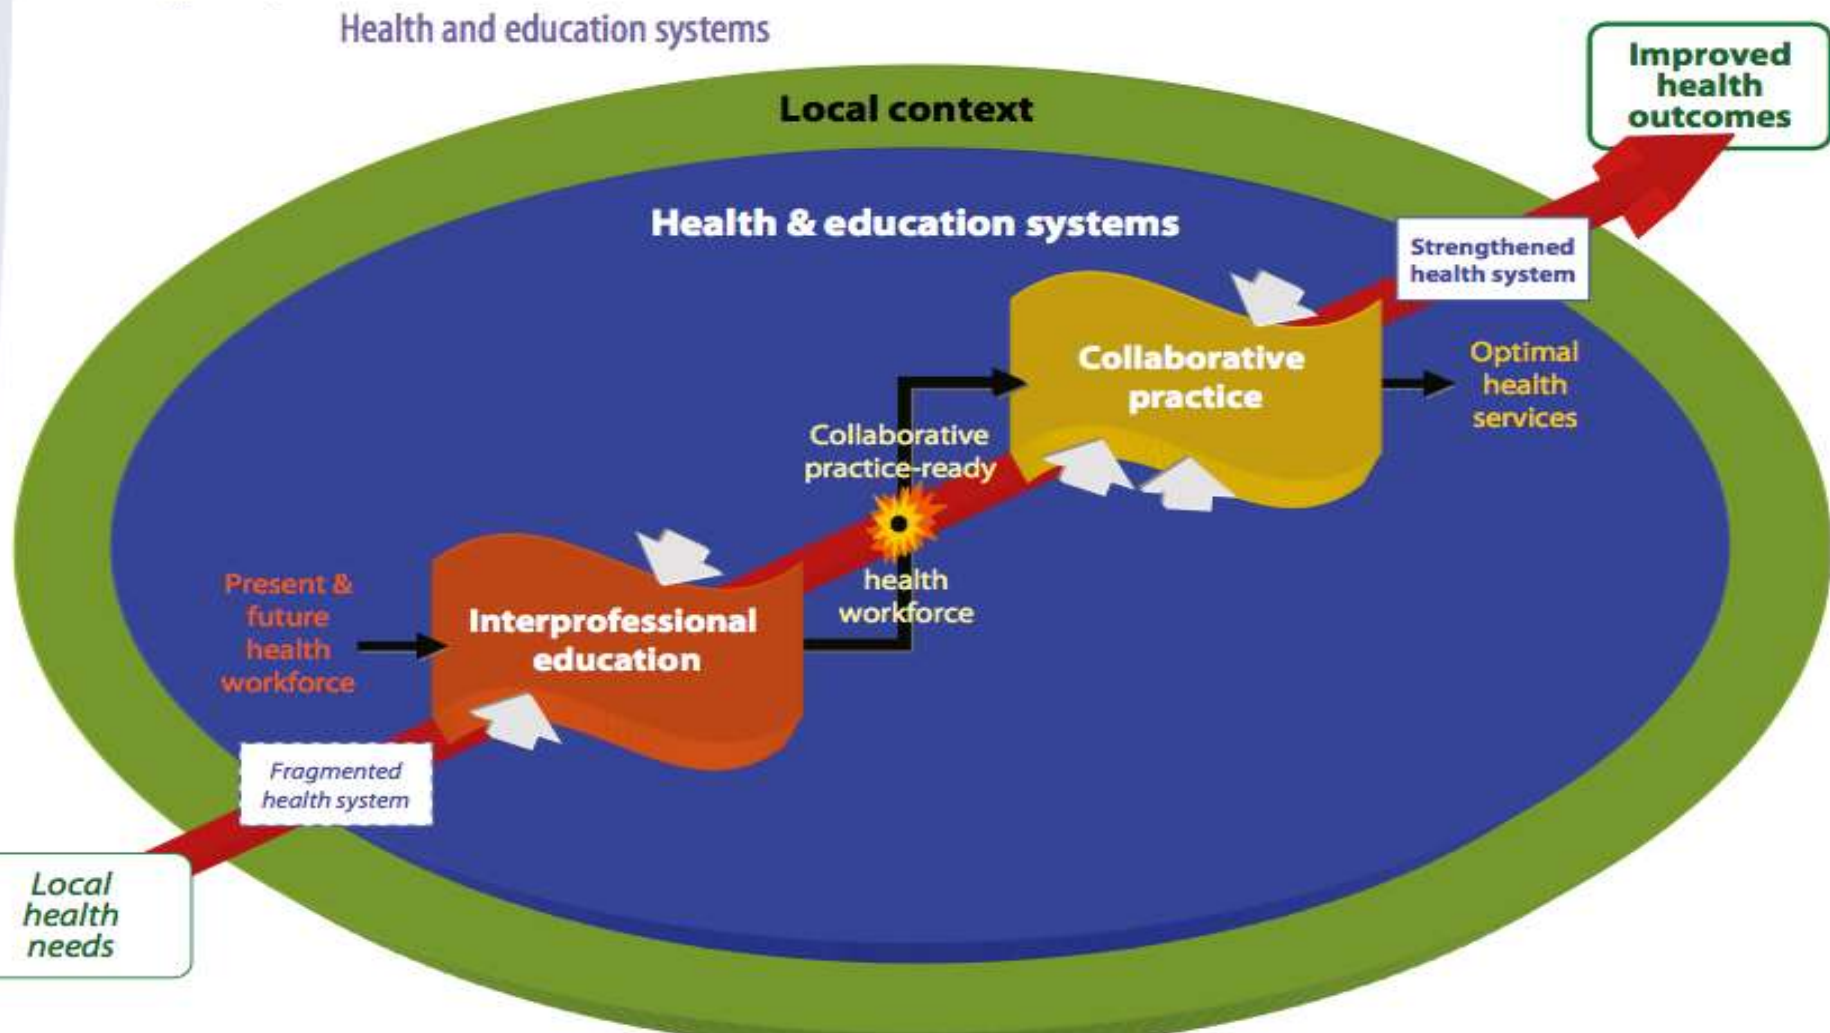 Health and education systems
Improved
health
outcomes
Local context
Health & education systems
Strengthened
health system
Collaborative
practice
Optimal
health
services
Collaborative
practice-ready
health
workforce
Present &
future
health
workforce
Interprofessional
education
Fragmented
health system
Local
health
needs